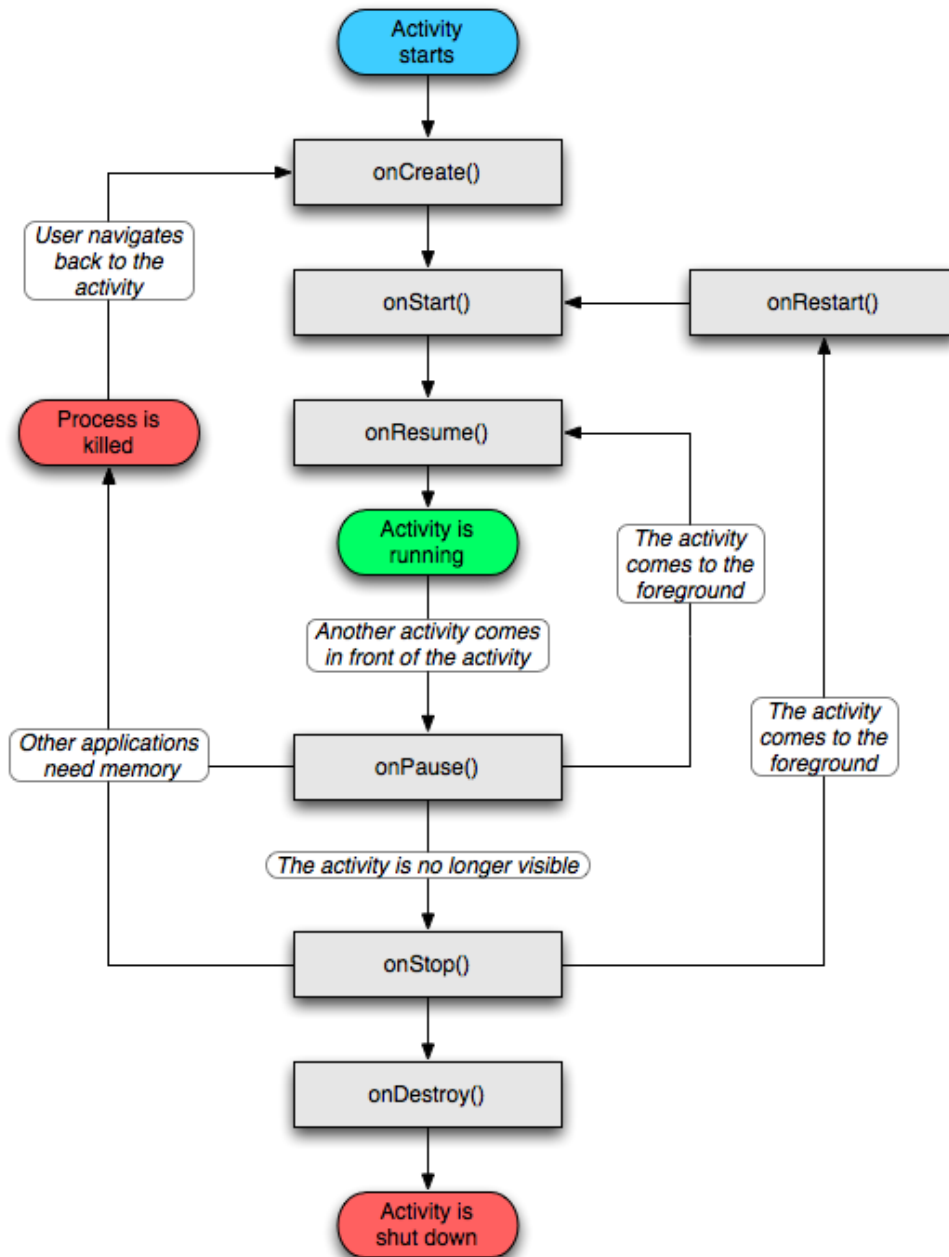 Activity
starts
onCreate()
User navigates
back to the
activity
onStart()
onRestart()
Process is
killed
onResume()
Activity is
running
The activity
comes to the
foreground
Another activity comes
in front of the activity
The activity
comes to the
foreground
Other applications
need memory
onPause()
The activity is no longer visible
onStop()
onDestroy()
Activity is
shut down